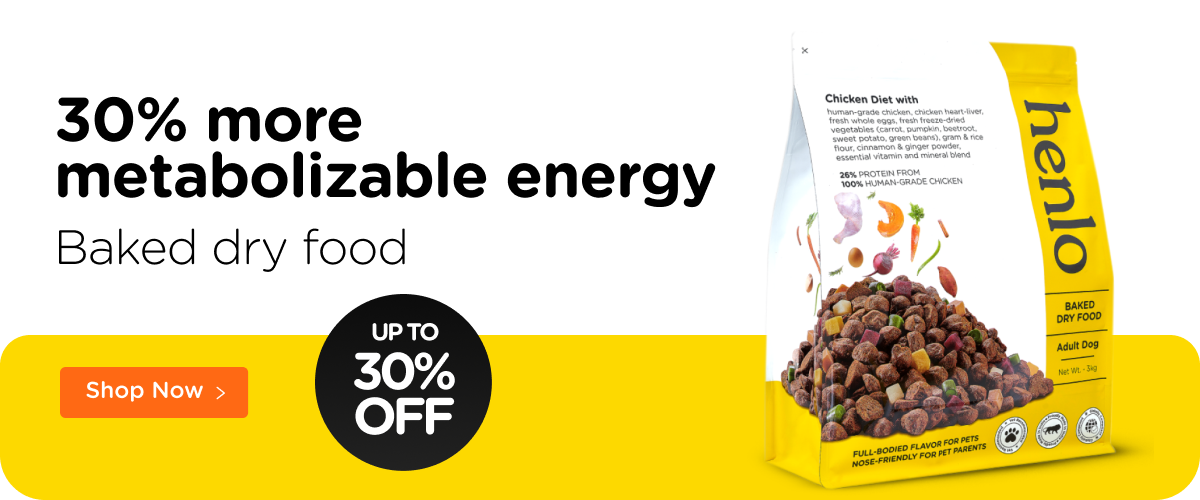 30% more
metabolizable energy
Baked dry food
UP TO
30%
OFF
Shop Now >
Chicken Diet with
human-grade chicken, chicken heart-liver,
fresh whole eggs, fresh freeze-dried
vegetables (carrot, pumpkin, beetroot,
sweet potato, green beans), gram & rice
flour, cinnamon & ginger powder,
essential vitamin and mineral blend
26% PROTEIN FROM
100% HUMAN-GRADE CHICKEN
henlo
BAKED
DRY FOOD
Adult Dog
Net Wt. - 3kg
FULL-BODIED FLAVOR FOR PETS
NOSE-FRIENDLY FOR PET PARENTS